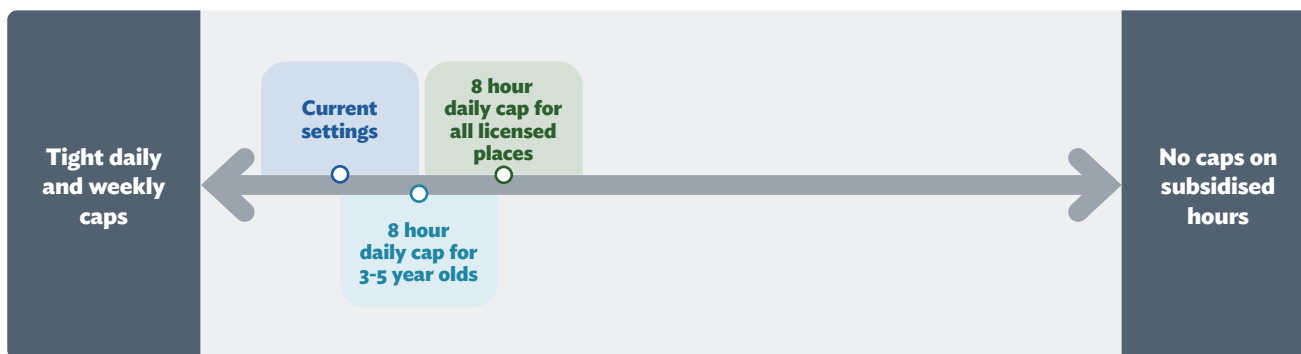 Tight daily
and weekly
caps
Current
settings
8 hour
daily cap for
3-5 year olds
8 hour
daily cap for
all licensed
places
No caps on
subsidised
hours